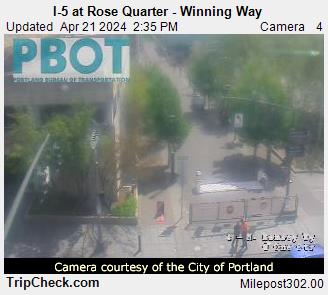 I-5 at Rose Quarter - Winning Way
Updated Apr 21 2024 2:35 PM Camera 4
PBOT
PORTLAND BUREAU OF TRANSPORTATION
Camera courtesy of the City of Portland
TripCheck.com Milepost302.00